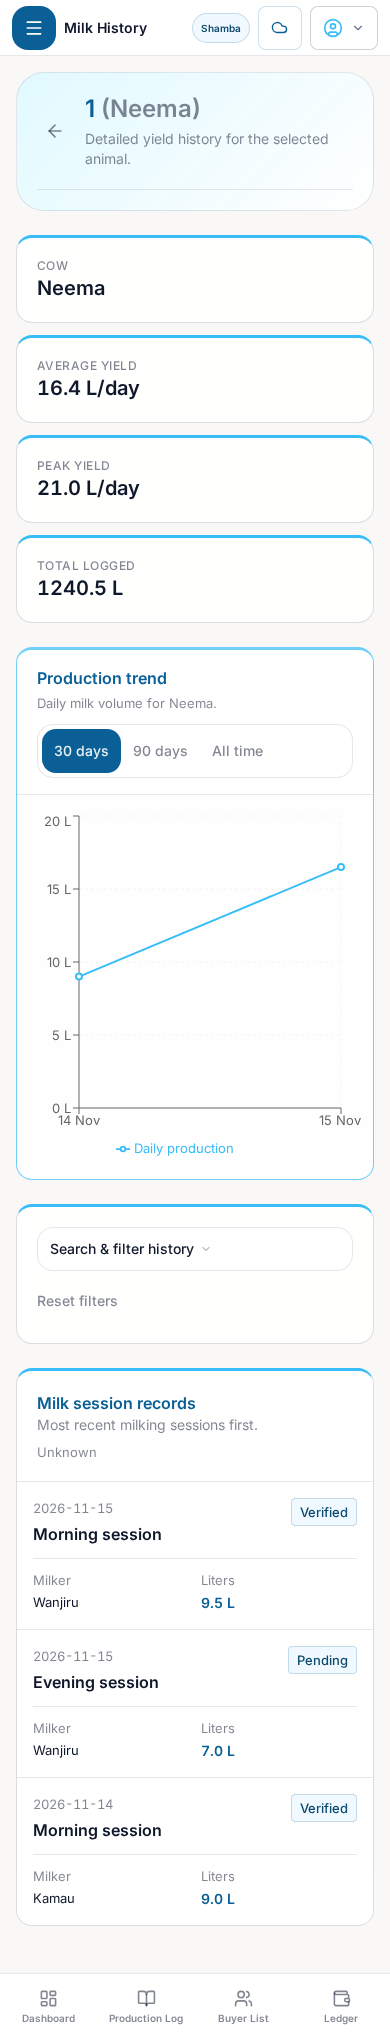 Milk History
Shamba
1 (Neema)
Detailed yield history for the selected
animal.
COW
Neema
AVERAGE YIELD
16.4 L/day
PEAK YIELD
21.0 L/day
TOTAL LOGGED
1240.5 L
Production trend
Daily milk volume for Neema.
30 days 90 days All time
20 L
15 L
10 L
5 L
0 L
14 Nov 15 Nov
Daily production
Search & filter history
Reset filters
Milk session records
Most recent milking sessions first.
Unknown
2026-11-15 Verified
Morning session
Milker Liters
Wanjiru 9.5 L
2026-11-15 Pending
Evening session
Milker Liters
Wanjiru 7.0 L
2026-11-14 Verified
Morning session
Milker Liters
Kamau 9.0 L
Dashboard Production Log Buyer List Ledger